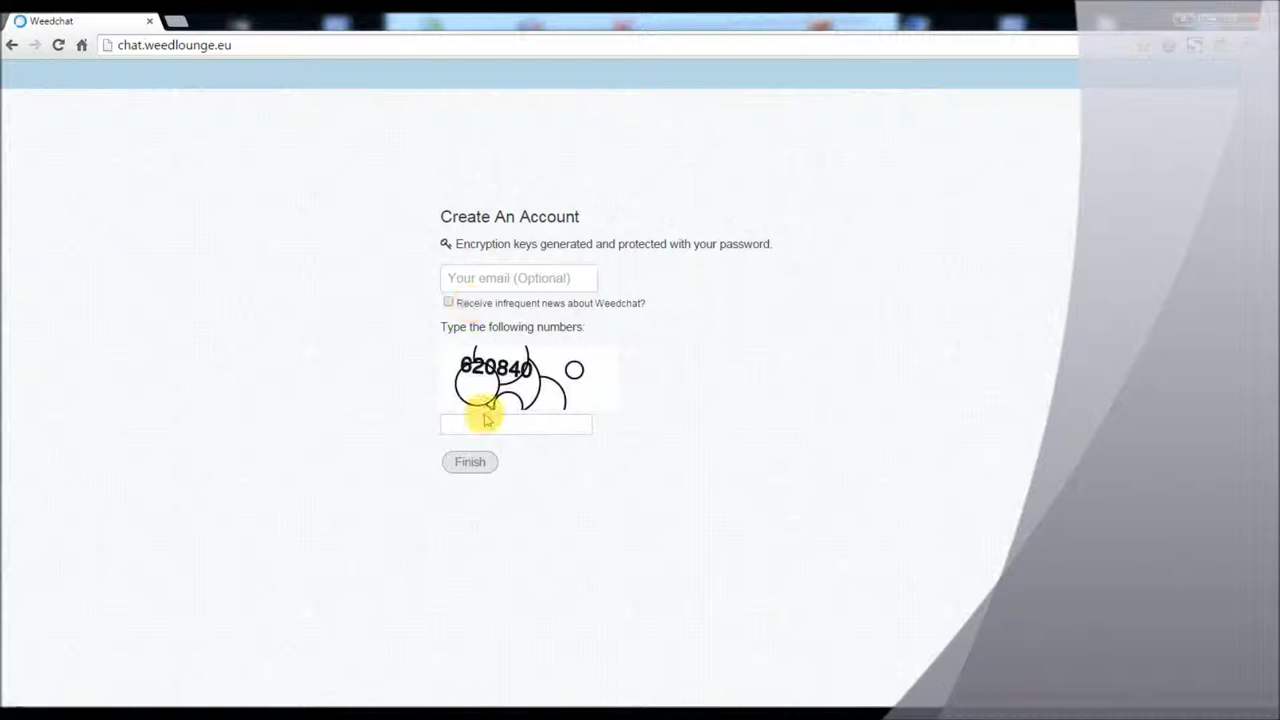 Weedchat
chat.weedlounge.eu
Create An Account
Encryption keys generated and protected with your password.
Your email (Optional)
Receive infrequent news about Weedchat?
Type the following numbers:
620840
Finish